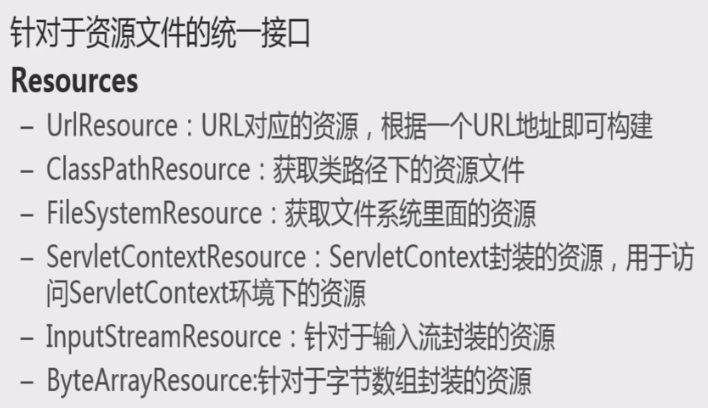 针对于资源文件的统一接口
Resources
– UrlResource：URL对应的资源，根据一个URL地址即可构建
– ClassPathResource：获取类路径下的资源文件
– FileSystemResource：获取文件系统里面的资源
– ServletContextResource：ServletContext封装的资源，用于访
问ServletContext环境下的资源
– InputStreamResource：针对于输入流封装的资源
– ByteArrayResource:针对于字节数组封装的资源